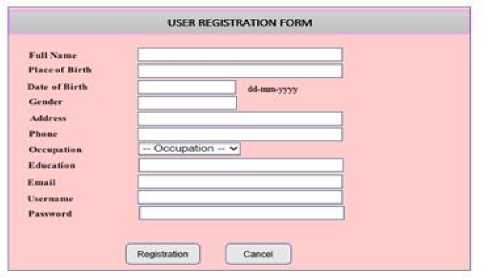 USER REGISTRATION FORM
Full Name
Place of Birth
Date of Birth dd-mm-yyyy
Gender
Address
Phone
Occupation -- Occupation --
Education
Email
Username
Password
Registration Cancel